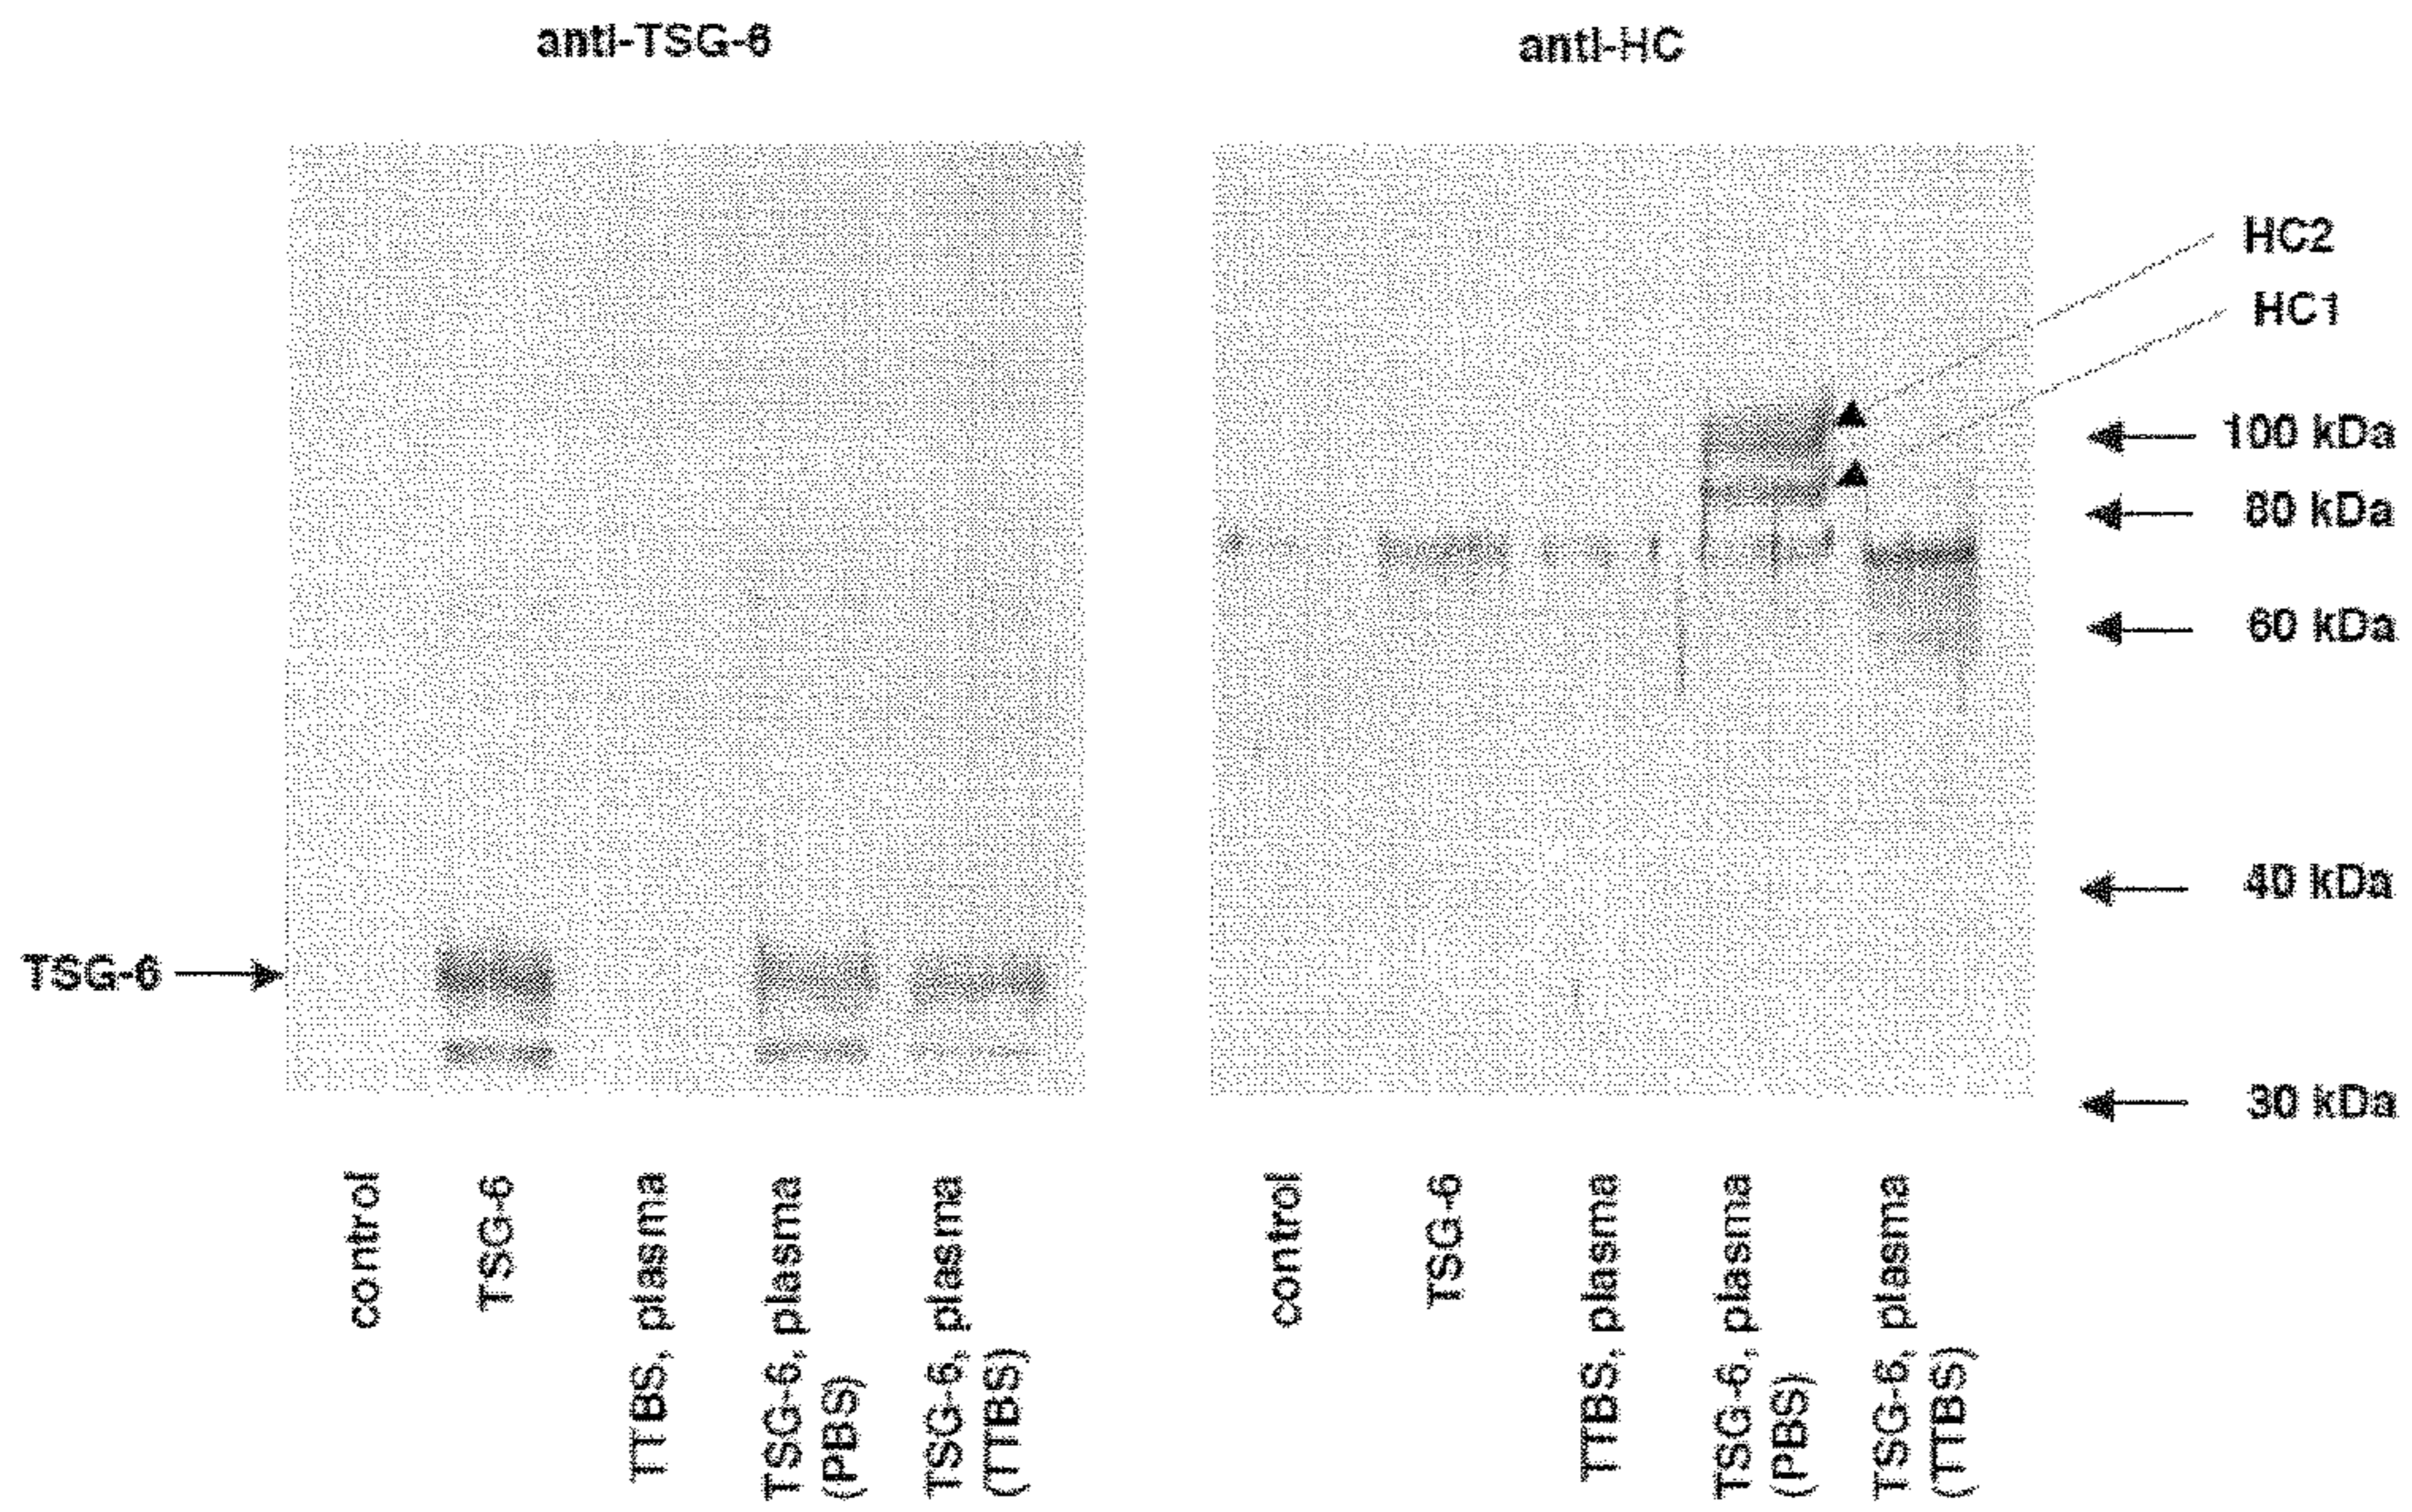 anti-TSG-6
anti-HC
HC2
HC1
100 kDa
80 kDa
60 kDa
40 kDa
TSG-6
30 kDa
control
TSG-6
TTBS, plasma
TSG-6, plasma
(PBS)
TSG-6, plasma
(TTBS)
control
TSG-6
TTBS, plasma
TSG-6, plasma
(PBS)
TSG-6, plasma
(TTBS)